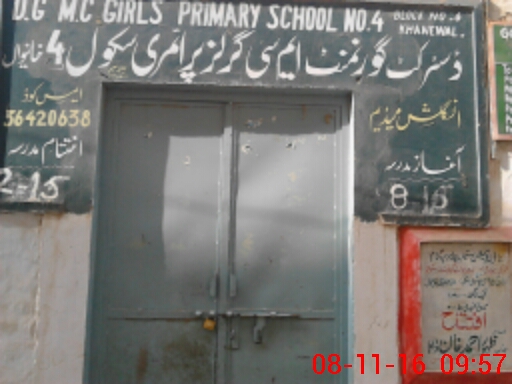 D.G M.C GIRLS PRIMARY SCHOOL NO.4 BLOCK NO.4
KHANEWAL.
ڈسٹرکٹ گورنمنٹ ایم سی گرلز پرائمری سکول 4 خانیوال
ایمس کوڈ
36420638
اختتام مدرسہ
2-15
انگلش میڈیم
آغاز مدرسہ
8-15
افتتاح
08-11-16 09:57